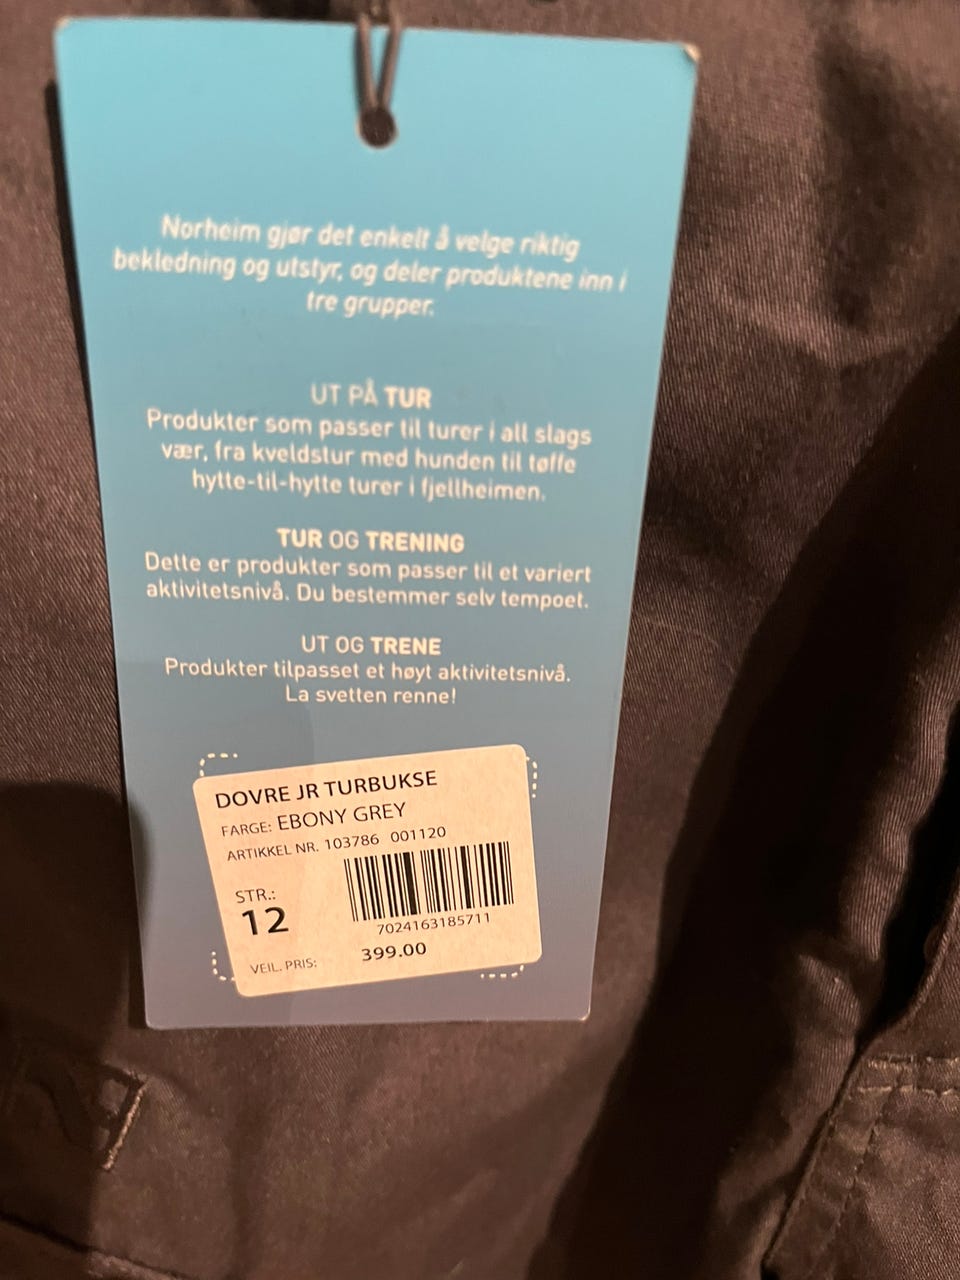 Norheim gjør det enkelt å velge riktig
bekledning og utstyr, og deler produktene inn i
tre grupper.
UT PÅ TUR
Produkter som passer til turer i all slags
vær, fra kveldstur med hunden til tøffe
hytte-til-hytte turer i fjellheimen.
TUR OG TRENING
Dette er produkter som passer til et variert
aktivitetsnivå. Du bestemmer selv tempoet.
UT OG TRENE
Produkter tilpasset et høyt aktivitetsnivå.
La svetten renne!
DOVRE JR TURBUKSE
FARGE: EBONY GREY
ARTIKKEL NR. 103786 001120
STR.:
12
7024163185711
VEIL. PRIS: 399.00